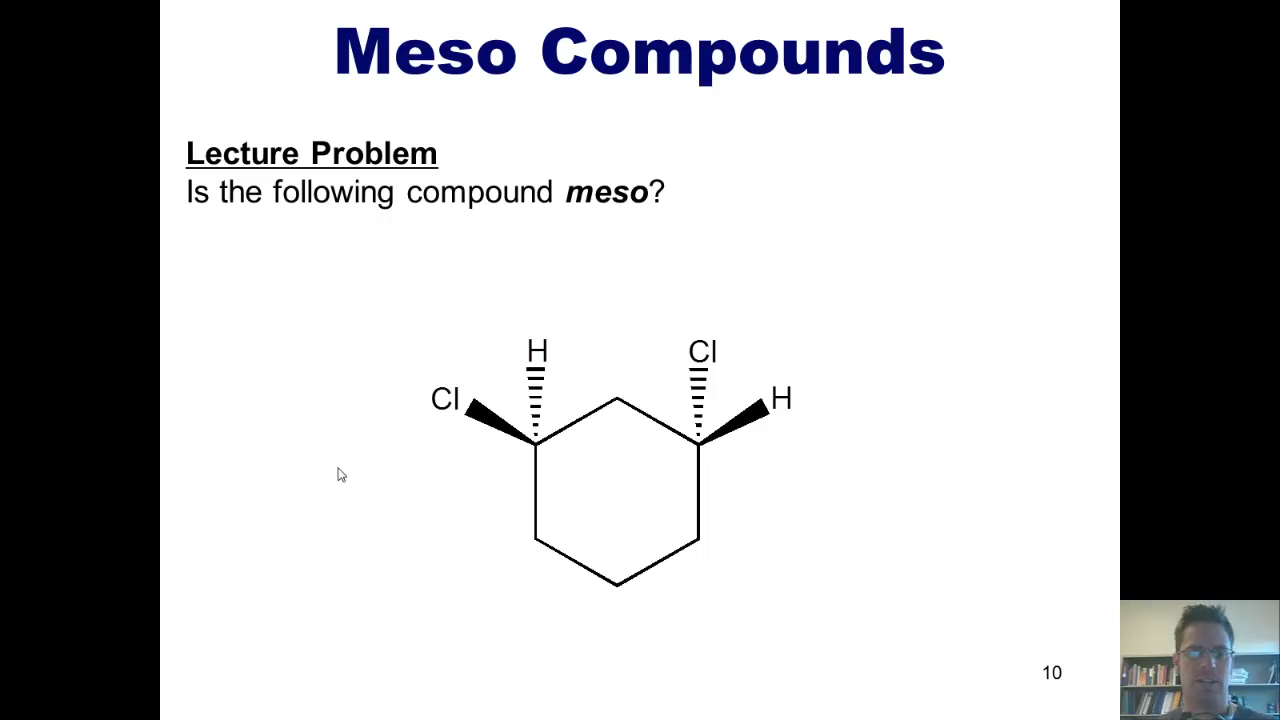 Meso Compounds
Lecture Problem
Is the following compound meso?
H Cl
Cl H
10